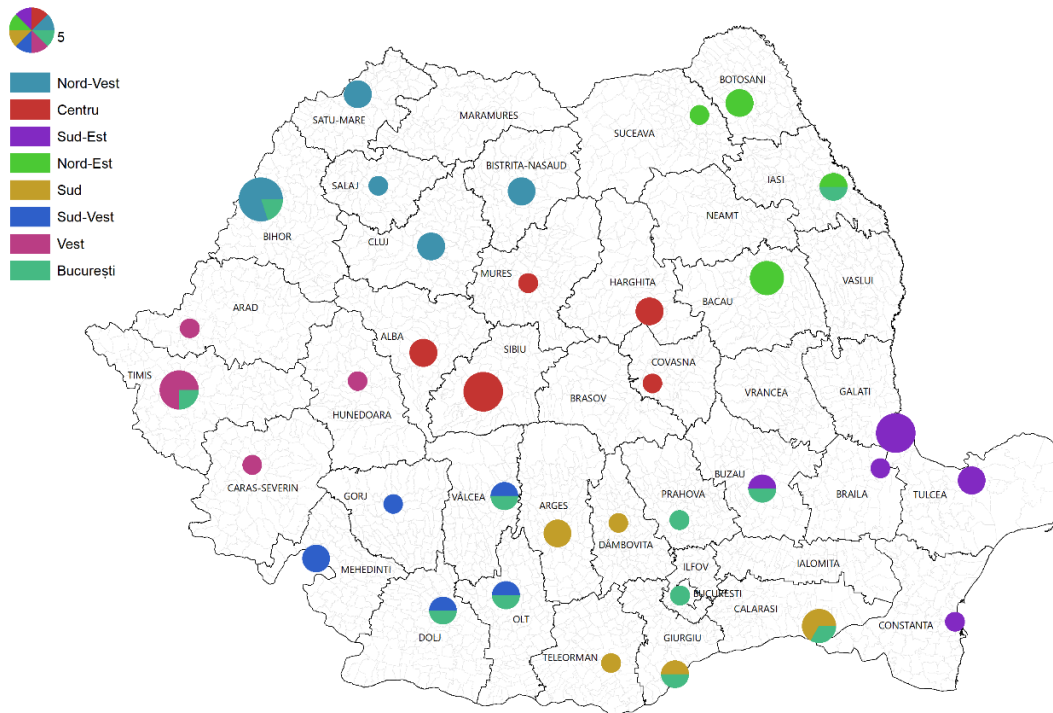 5
Nord-Vest
Centru
Sud-Est
Nord-Est
Sud
Sud-Vest
Vest
București
BOTOSANI
SATU-MARE
MARAMURES
SUCEAVA
BISTRITA-NASAUD
IASI
SALAJ
NEAMT
BIHOR
CLUJ
MURES
HARGHITA
VASLUI
BACAU
ARAD
ALBA
SIBIU
COVASNA
TIMIS
BRASOV
VRANCEA
GALATI
HUNEDOARA
BUZAU
CARAS-SEVERIN
GORJ
VÂLCEA
ARGES
PRAHOVA
BRAILA
TULCEA
DÂMBOVITA
MEHEDINTI
ILFOV
IALOMITA
BUCURESTI
CALARASI
OLT
CONSTANTA
DOLJ
GIURGIU
TELEORMAN